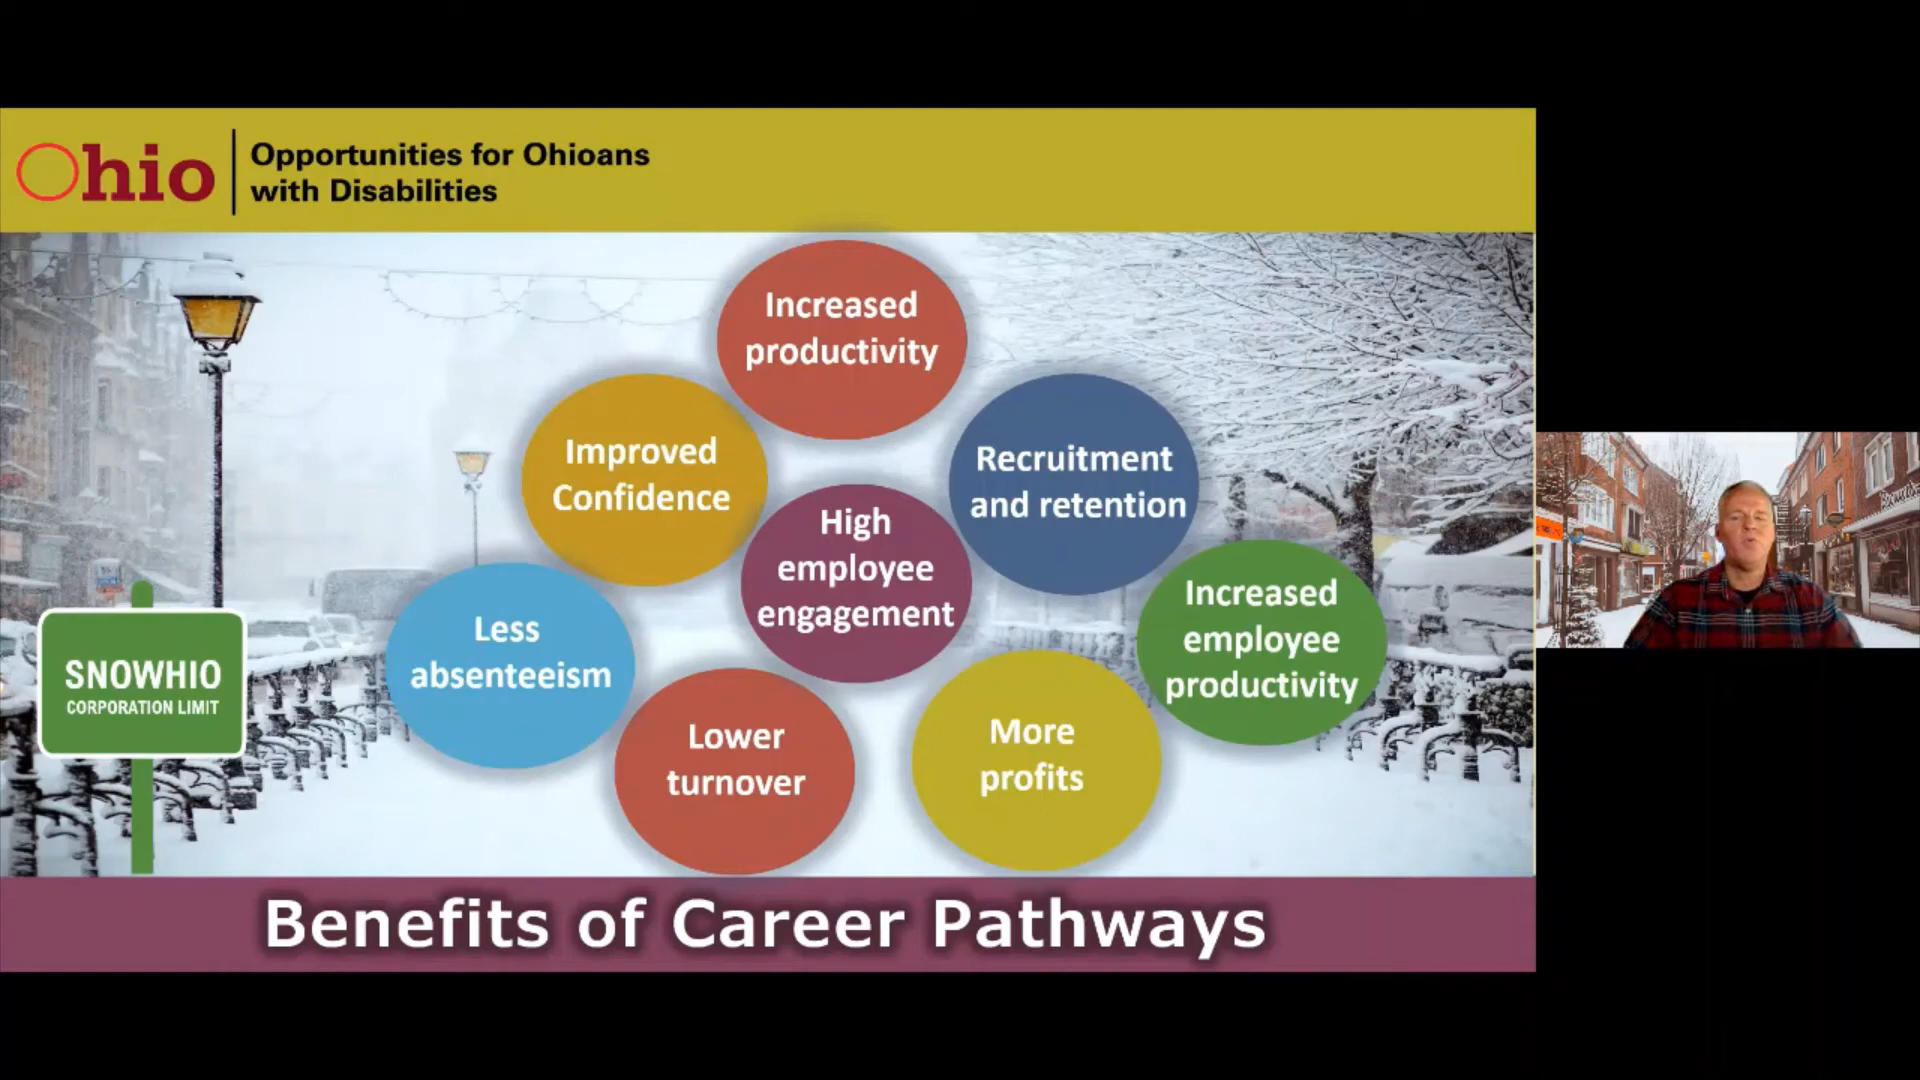 Ohio
Opportunities for Ohioans
with Disabilities
Increased
productivity
Improved
Confidence
Recruitment
and retention
High
employee
engagement
Less
absenteeism
Increased
employee
productivity
Lower
turnover
More
profits
SNOWHIO
CORPORATION LIMIT
Benefits of Career Pathways